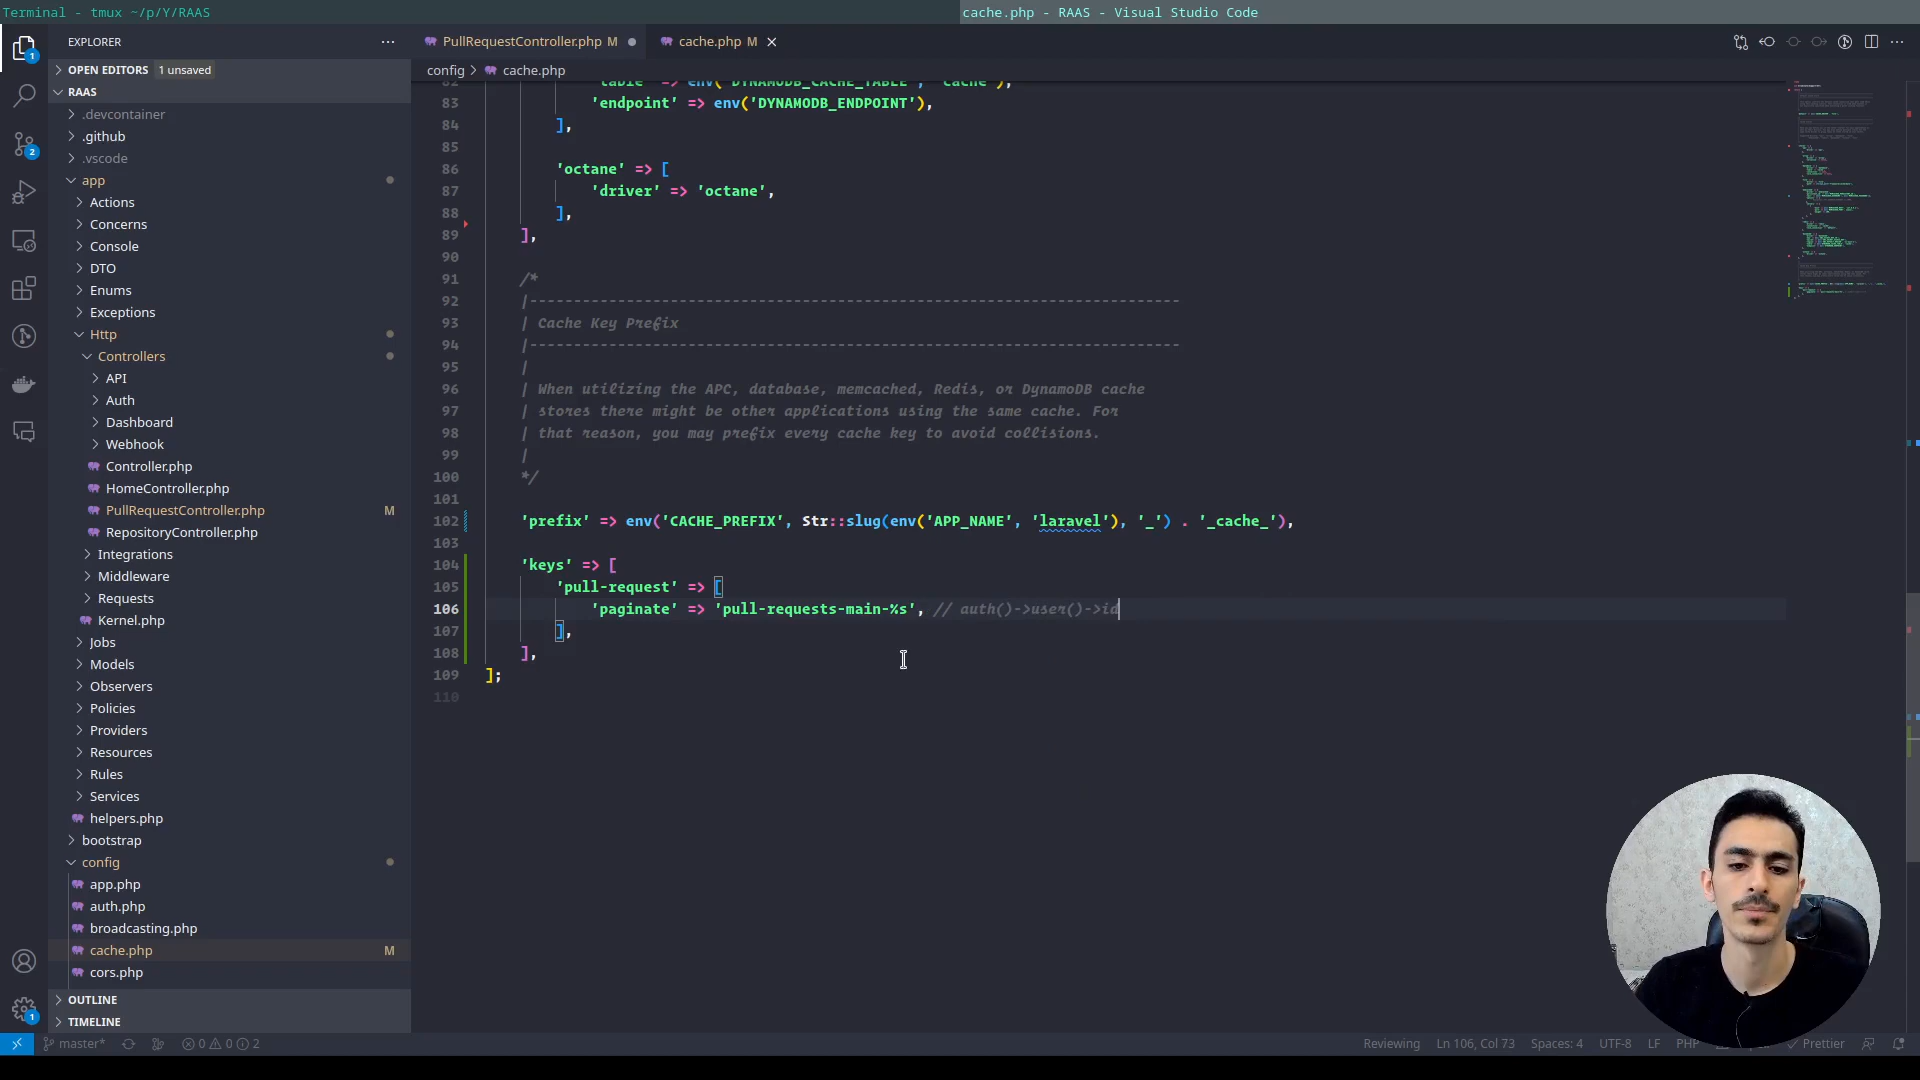 Terminal - tmux ~/p/Y/RAAS
cache.php - RAAS - Visual Studio Code
EXPLORER
OPEN EDITORS 1 unsaved
RAAS
.devcontainer
.github
.vscode
app
Actions
Concerns
Console
DTO
Enums
Exceptions
Http
Controllers
API
Auth
Dashboard
Webhook
Controller.php
HomeController.php
PullRequestController.php M
RepositoryController.php
Integrations
Middleware
Requests
Kernel.php
Jobs
Models
Observers
Policies
Providers
Resources
Rules
Services
helpers.php
bootstrap
config
app.php
auth.php
broadcasting.php
cache.php M
cors.php
OUTLINE
TIMELINE
PullRequestController.php M
cache.php M
config > cache.php
82 'table' => env('DYNAMODB_CACHE_TABLE', 'cache'),
83 'endpoint' => env('DYNAMODB_ENDPOINT'),
84 ],
85
86 'octane' => [
87 'driver' => 'octane',
88 ],
89 ],
90
91 /*
92 |--------------------------------------------------------------------------
93 | Cache Key Prefix
94 |--------------------------------------------------------------------------
95 |
96 | When utilizing the APC, database, memcached, Redis, or DynamoDB cache
97 | stores there might be other applications using the same cache. For
98 | that reason, you may prefix every cache key to avoid collisions.
99 |
100 */
101
102 'prefix' => env('CACHE_PREFIX', Str::slug(env('APP_NAME', 'laravel'), '_') . '_cache_'),
103
104 'keys' => [
105 'pull-request' => [
106 'paginate' => 'pull-requests-main-%s', // auth()->user()->id
107 ],
108 ],
109 ];
110
master* 0 0 2
Reviewing Ln 106, Col 73 Spaces: 4 UTF-8 LF PHP Prettier